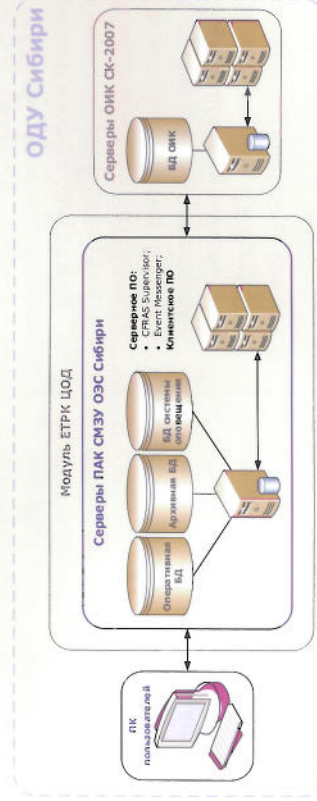 ОДУ Сибири
Модуль ЕТРК ЦОД
Серверы ПАК СМЗУ ОЭС Сибири
Серверы ОИК СК-2007
ПК
пользователей
Оперативная
БД
Архивная БД
БД системы
оповещения
Серверное ПО:
• CFRAS Supervisor;
• Event Messenger;
Клиентское ПО
БД ОИК